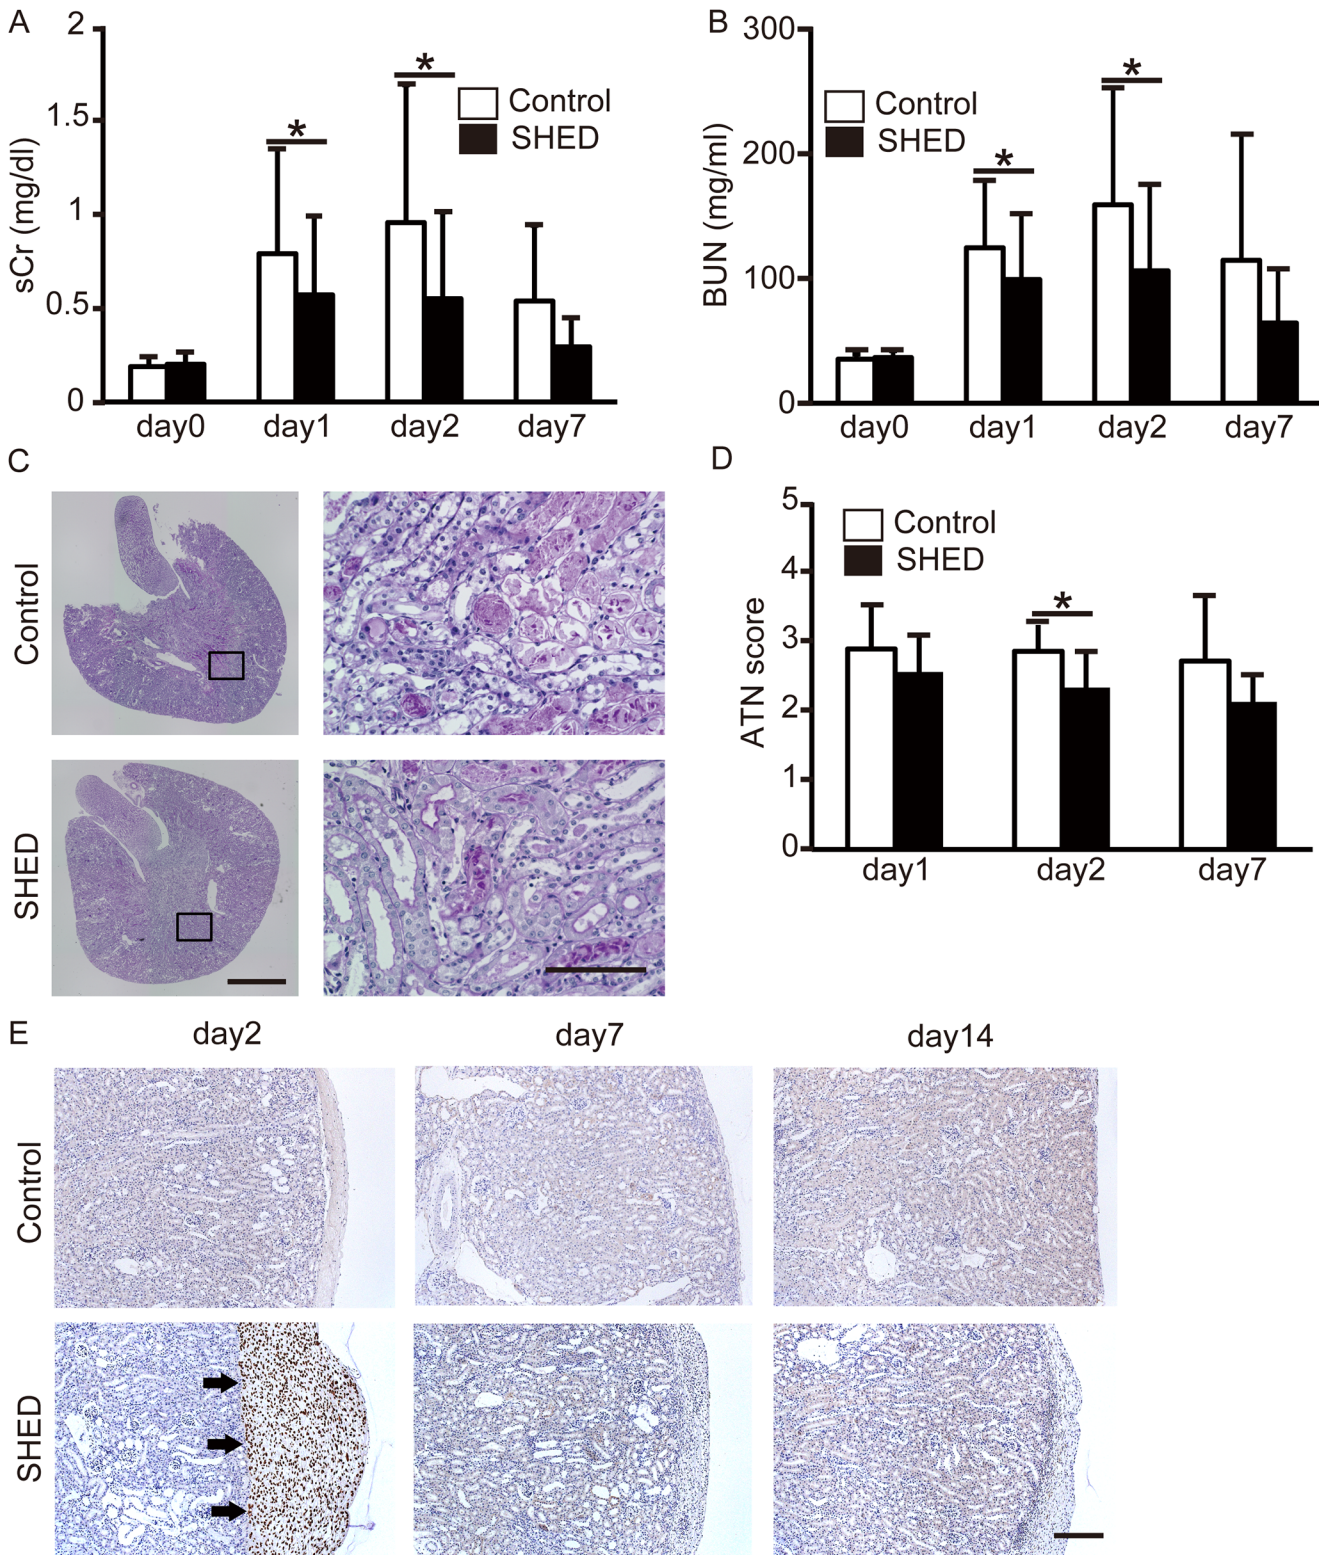 A
sCr (mg/dl)
2
1.5
1
0.5
0
*
*
Control
SHED
day0 day1 day2 day7
B
BUN (mg/ml)
300
200
100
0
*
*
Control
SHED
day0 day1 day2 day7
C
Control
SHED
D
ATN score
5
4
3
2
1
0
Control
SHED
*
day1 day2 day7
E
day2 day7 day14
Control
SHED